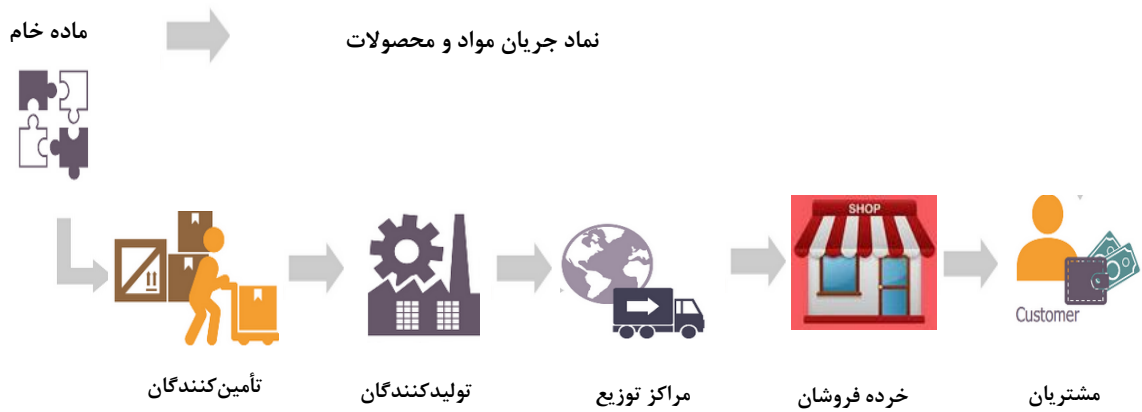 ماده خام
نماد جریان مواد و محصولات
SHOP
Customer
تأمین‌کنندگان
تولیدکنندگان
مراکز توزیع
خرده فروشان
مشتریان